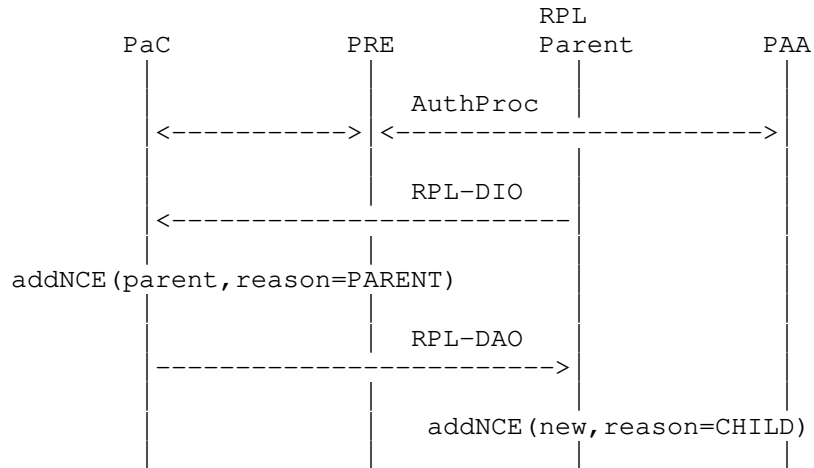 RPL
PaC PRE Parent PAA
AuthProc
<-----------> <----------------------->
RPL-DIO
<-------------------------
addNCE(parent,reason=PARENT)
RPL-DAO
------------------------->
addNCE(new,reason=CHILD)